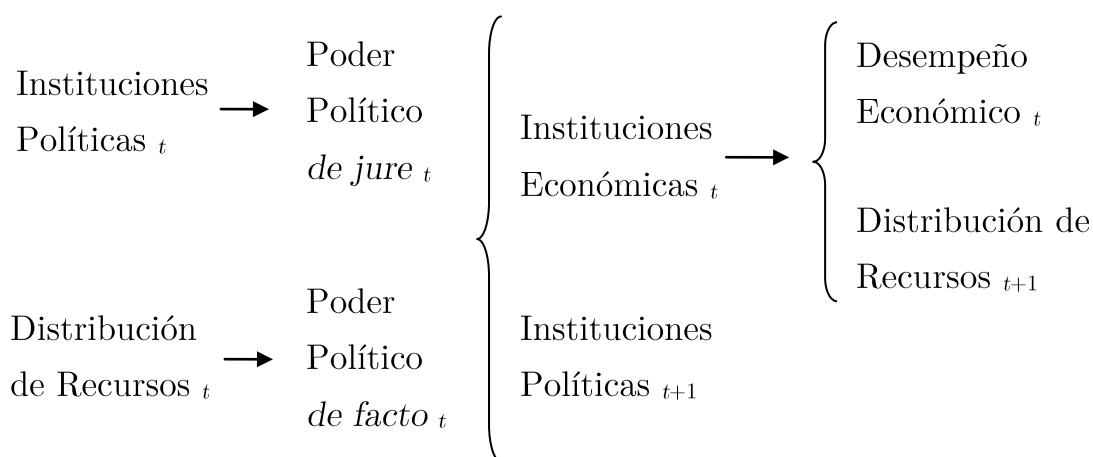 Instituciones
Políticas t
Poder
Político
de jure t
Distribución
de Recursos t
Poder
Político
de facto t
Instituciones
Económicas t
Instituciones
Políticas t+1
Desempeño
Económico t
Distribución de
Recursos t+1